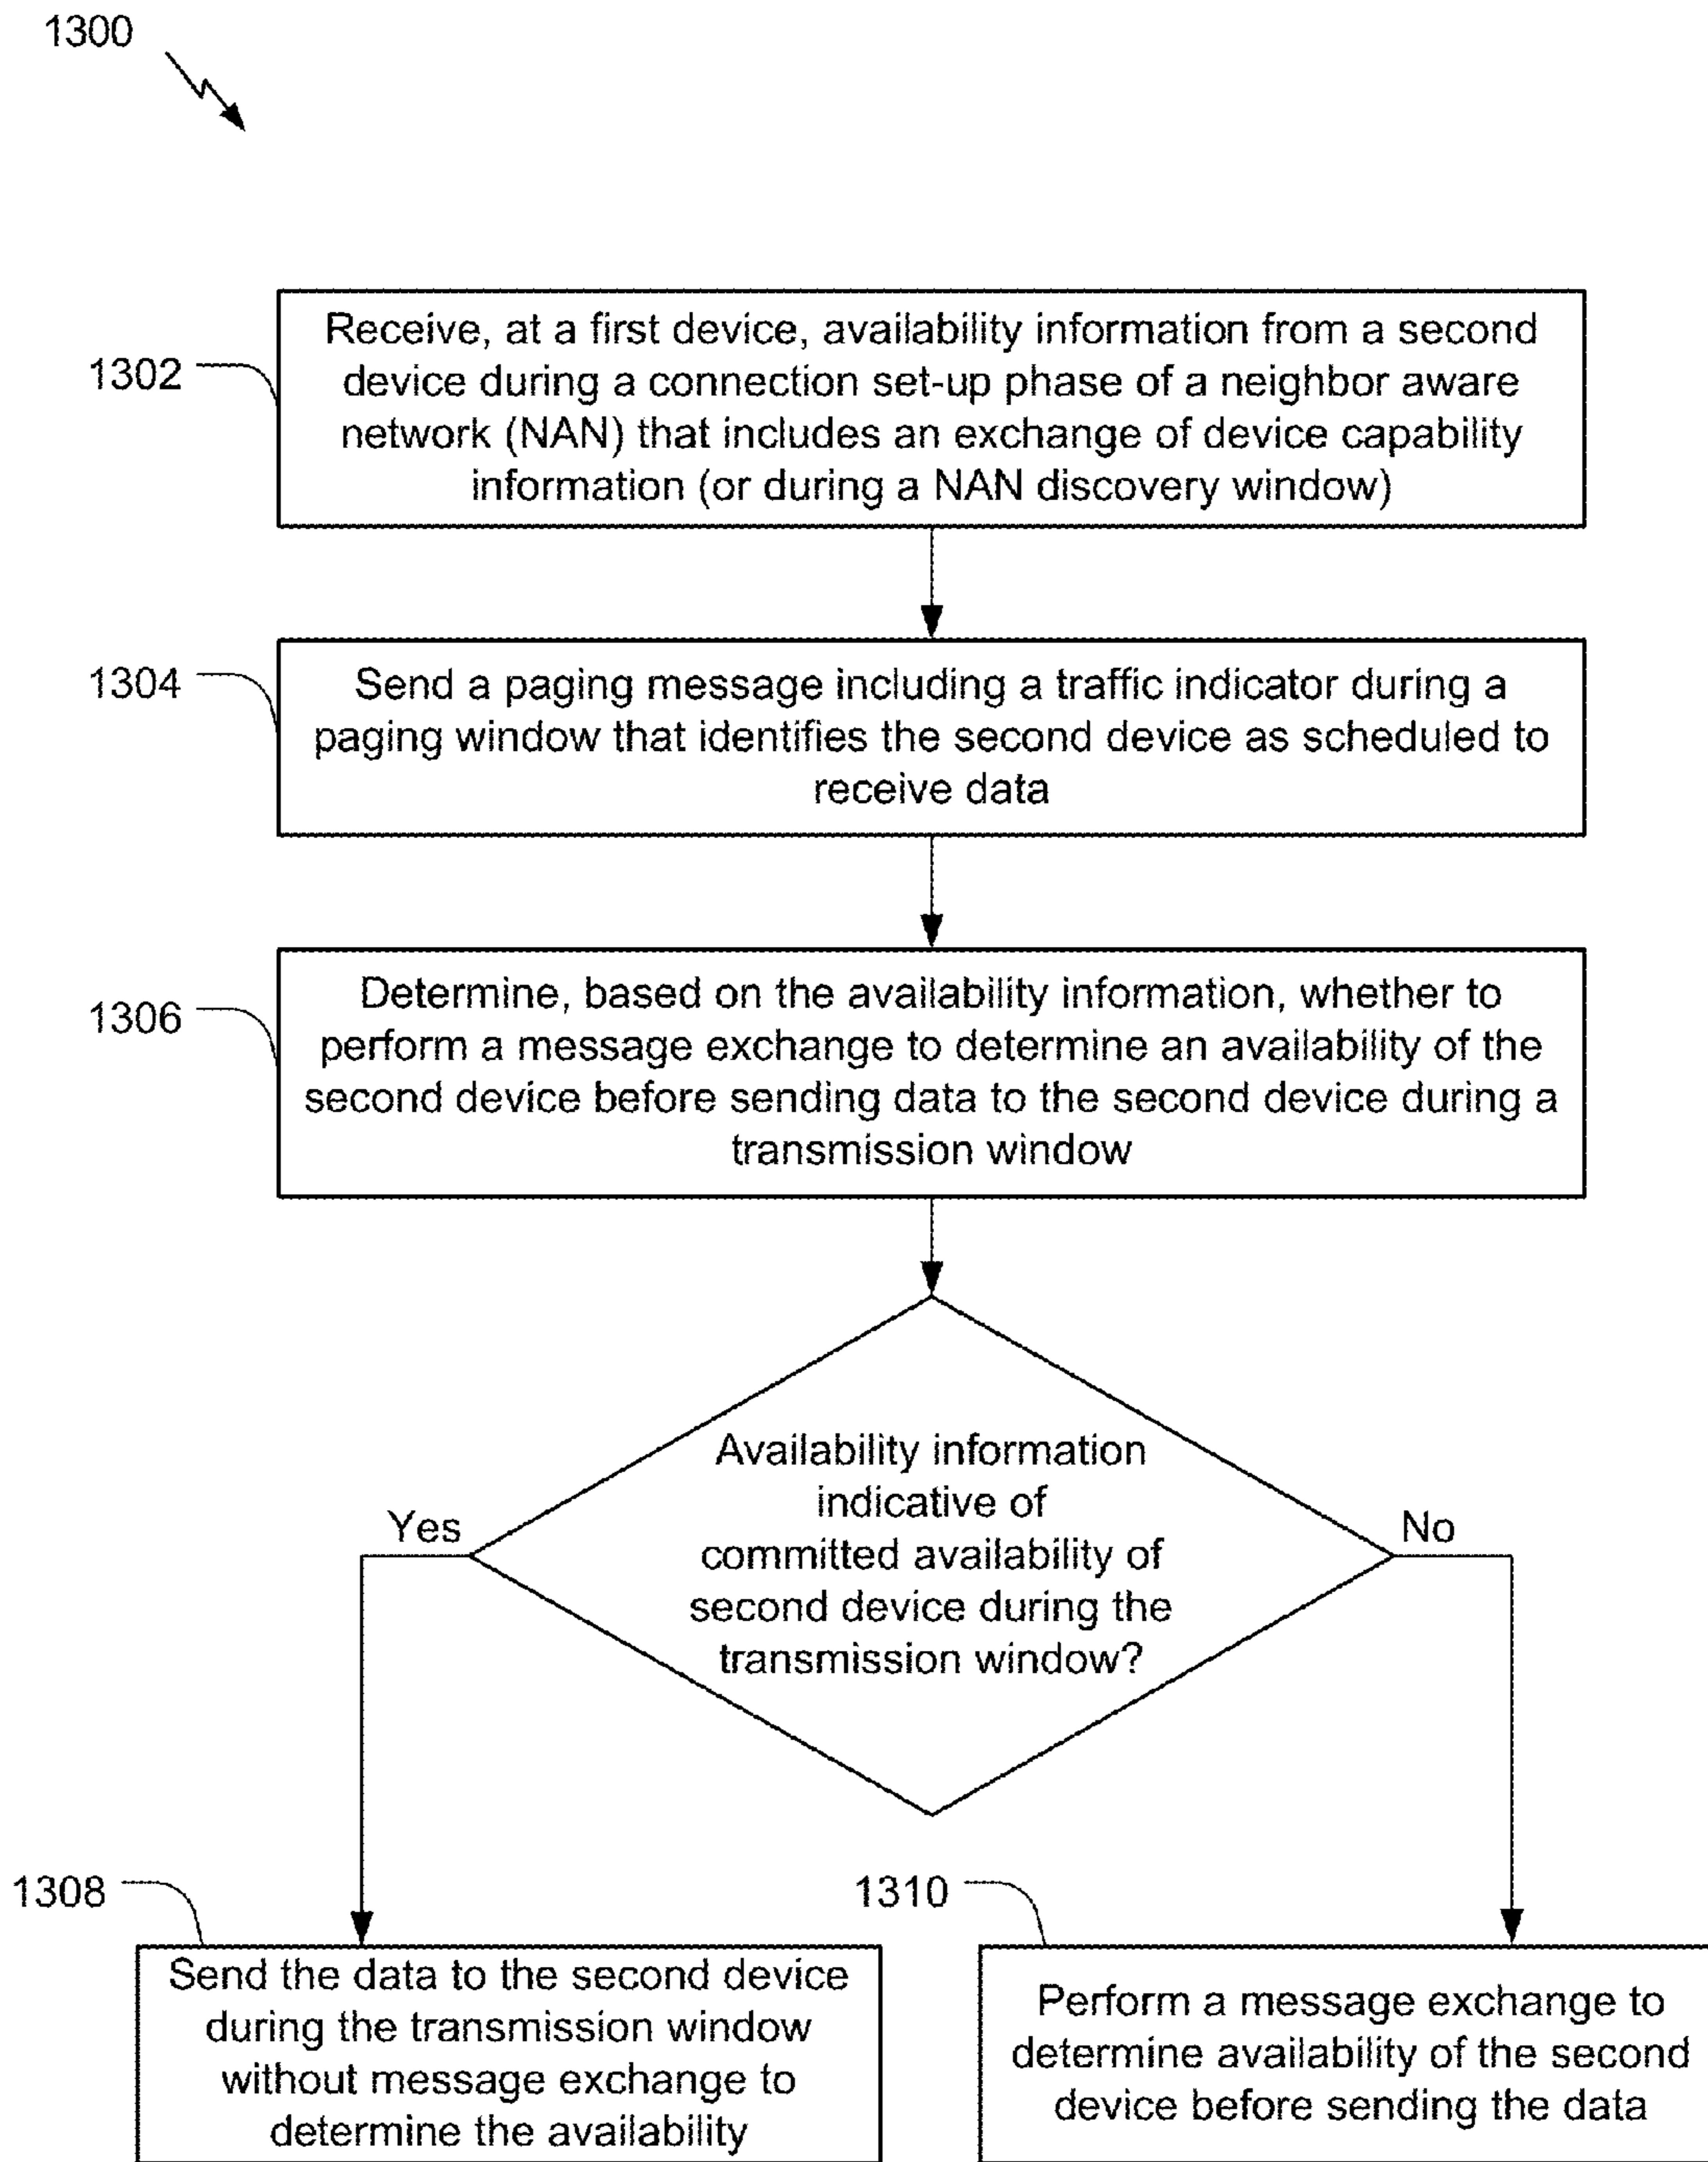 1300
1302
Receive, at a first device, availability information from a second
device during a connection set-up phase of a neighbor aware
network (NAN) that includes an exchange of device capability
information (or during a NAN discovery window)
1304
Send a paging message including a traffic indicator during a
paging window that identifies the second device as scheduled to
receive data
1306
Determine, based on the availability information, whether to
perform a message exchange to determine an availability of the
second device before sending data to the second device during a
transmission window
Availability information
indicative of
committed availability of
second device during the
transmission window?
Yes
No
1308
Send the data to the second device
during the transmission window
without message exchange to
determine the availability
1310
Perform a message exchange to
determine availability of the second
device before sending the data